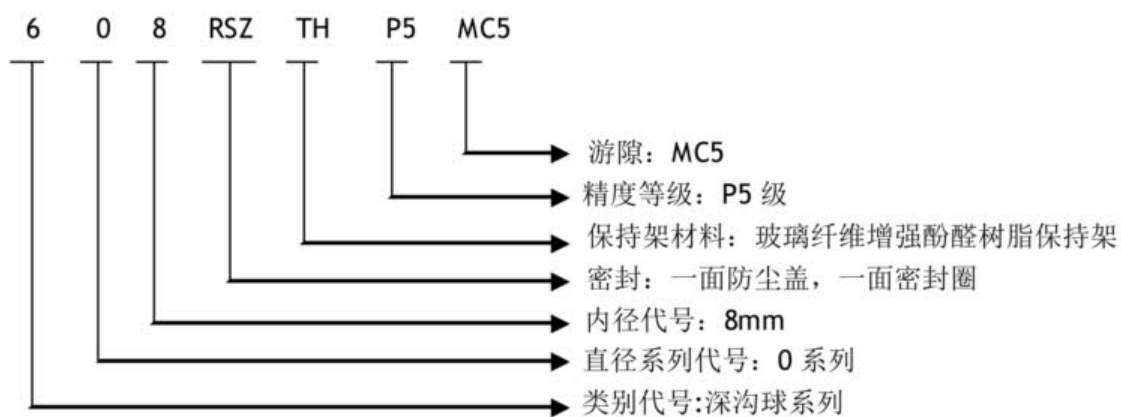 6 0 8 RSZ TH P5 MC5
游隙：MC5
精度等级：P5 级
保持架材料：玻璃纤维增强酚醛树脂保持架
密封：一面防尘盖，一面密封圈
内径代号：8mm
直径系列代号：0 系列
类别代号:深沟球系列